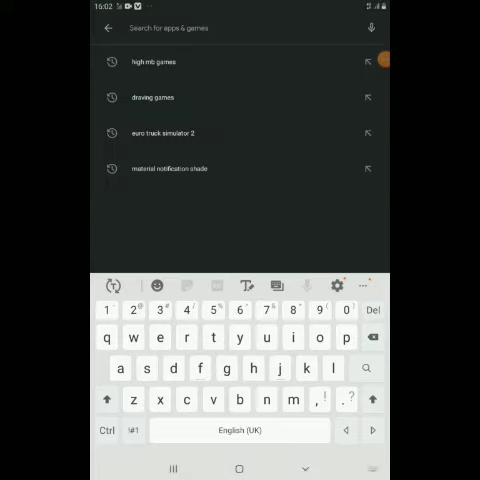 16:02
Search for apps & games
high mb games
draving games
euro truck simulator 2
material notification shade
1 2 @ 3 # 4 / 5 % 6 ^ 7 & 8 * 9 ( 0 ) Del
q w e r t y u i o p
a s d f g h j k l
z x c v b n m , ! . ?
Ctrl !#1 English (UK)